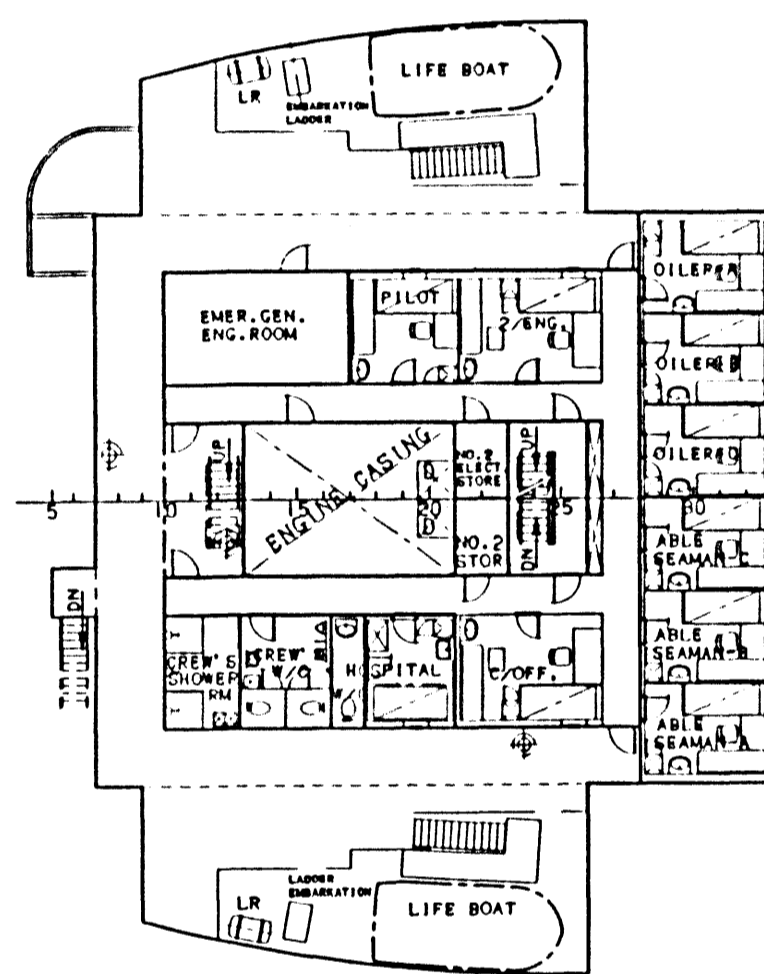 LIFE BOAT
LR
EMBARKATION
LADDER
OILER-A
PILOT
EMER.GEN.
ENG.ROOM
2/ENG.
OILER-B
UP
ENGINE CASING
NO.2
ELECT
STORE
UP
OILER-D
5
10
15
20
25
30
NO.2
STOR
DN
ABLE
SEAMAN-C
DN
CREW'S
SHOWER
RM
CREW'S
W/C
HOSPITAL
W/C
C/OFF.
ABLE
SEAMAN-B
ABLE
SEAMAN-A
LADDER
EMBARKATION
LR
LIFE BOAT